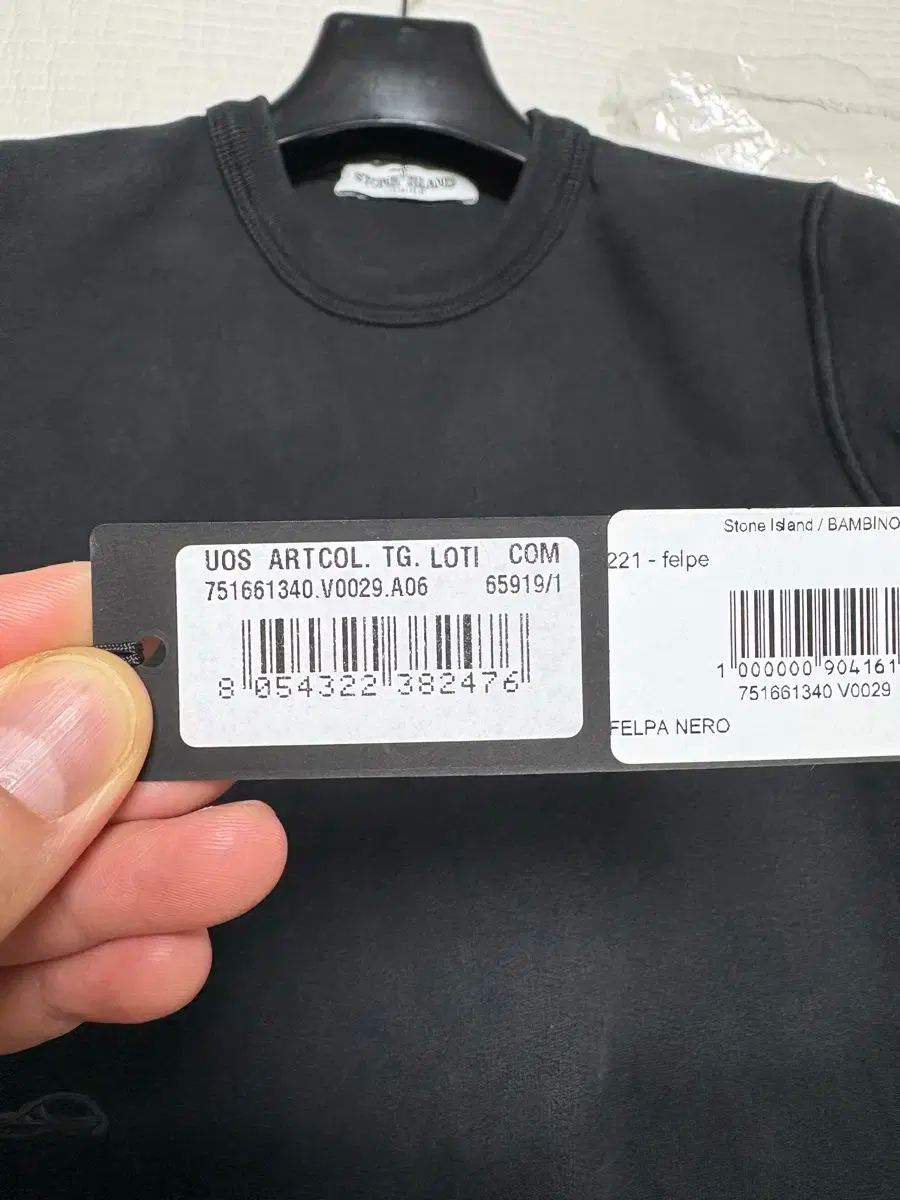 STONE ISLAND
UOS ARTCOL. TG. LOTI COM
751661340.V0029.A06 65919/1
8 054322 382476
Stone Island / BAMBINO
221 - felpe
1 000000 904161
751661340 V0029
FELPA NERO